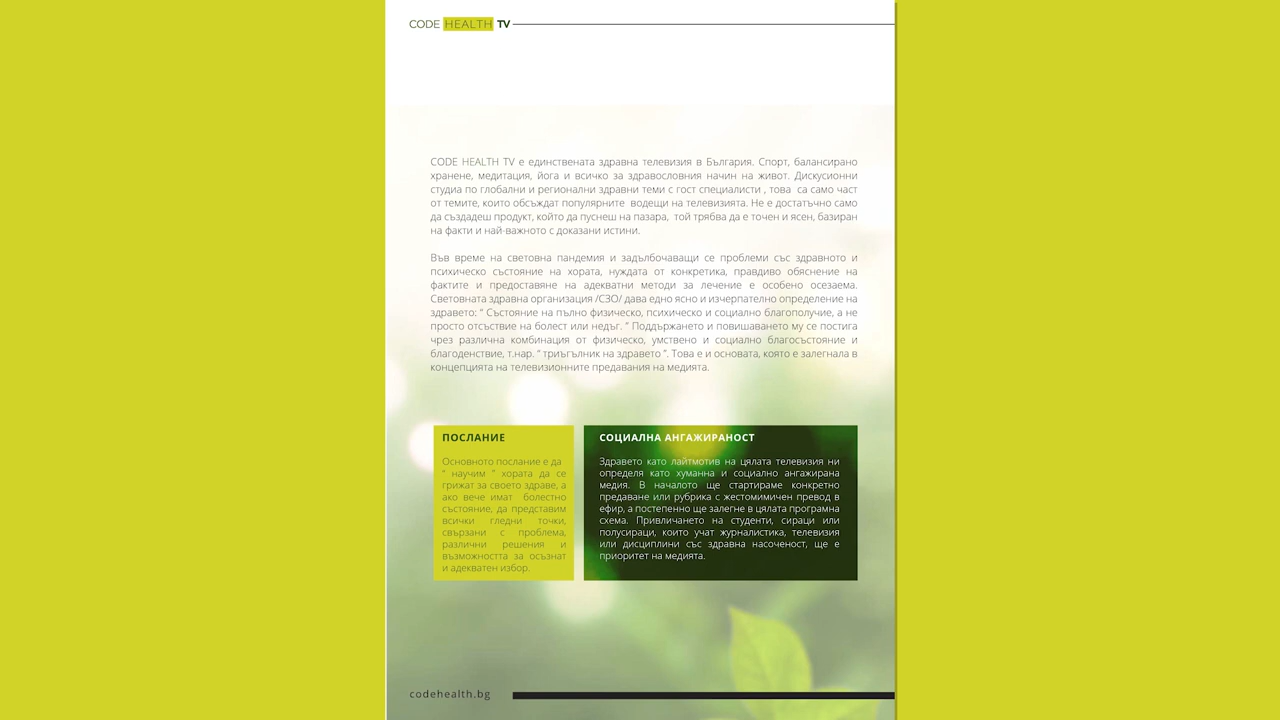 CODE HEALTH TV
CODE HEALTH TV е единствената здравна телевизия в България. Спорт, балансирано
хранене, медитация, йога и всичко за здравословния начин на живот. Дискусионни
студиа по глобални и регионални здравни теми с гост специалисти , това са само част
от темите, които обсъждат популярните водещи на телевизията. Не е достатъчно само
да създадеш продукт, който да пуснеш на пазара, той трябва да е точен и ясен, базиран
на факти и най-важното с доказани истини.
Във време на световна пандемия и задълбочаващи се проблеми със здравното и
психическо състояние на хората, нуждата от конкретика, правдиво обяснение на
фактите и предоставяне на адекватни методи за лечение е особено осезаема.
Световната здравна организация /СЗО/ дава едно ясно и изчерпателно определение на
здравето: “ Състояние на пълно физическо, психическо и социално благополучие, а не
просто отсъствие на болест или недъг. ” Поддържането и повишаването му се постига
чрез различна комбинация от физическо, умствено и социално благосъстояние и
благоденствие, т.нар. “ триъгълник на здравето ”. Това е и основата, която е залегнала в
концепцията на телевизионните предавания на медията.
ПОСЛАНИЕ
Основното послание е да
“ научим ” хората да се
грижат за своето здраве, а
ако вече имат болестно
състояние, да представим
всички гледни точки,
свързани с проблема,
различни решения и
възможността за осъзнат
и адекватен избор.
СОЦИАЛНА АНГАЖИРАНОСТ
Здравето като лайтмотив на цялата телевизия ни
определя като хуманна и социално ангажирана
медия. В началото ще стартираме конкретно
предаване или рубрика с жестомимичен превод в
ефир, а постепенно ще залегне в цялата програмна
схема. Привличането на студенти, сираци или
полусираци, които учат журналистика, телевизия
или дисциплини със здравна насоченост, ще е
приоритет на медията.
codehealth.bg